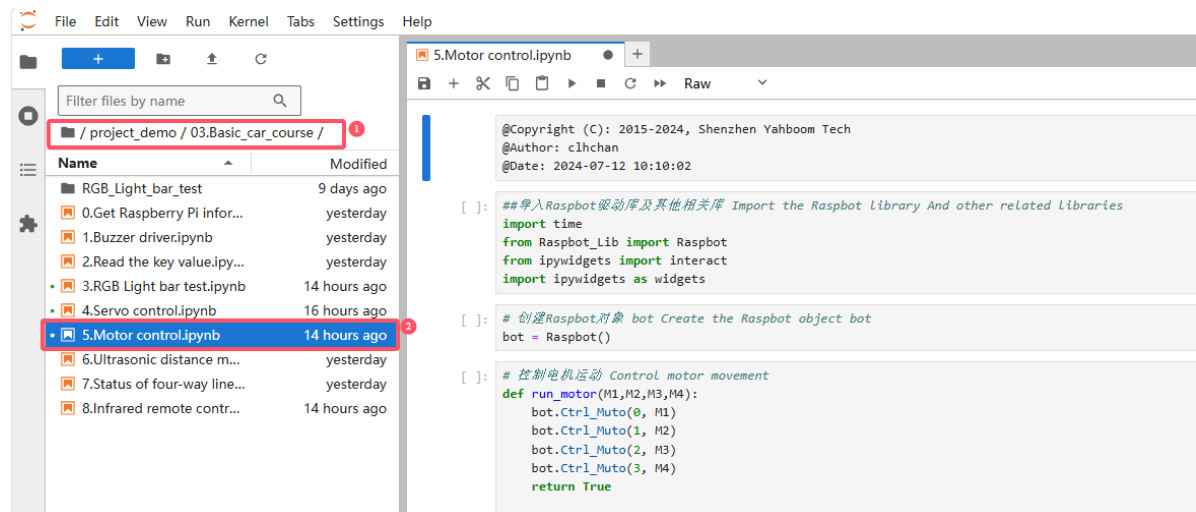 File Edit View Run Kernel Tabs Settings Help
+
Filter files by name
/ project_demo / 03.Basic_car_course /
1
Name Modified
RGB_Light_bar_test 9 days ago
0.Get Raspberry Pi infor... yesterday
1.Buzzer driver.ipynb yesterday
2.Read the key value.ipy... yesterday
3.RGB Light bar test.ipynb 14 hours ago
4.Servo control.ipynb 16 hours ago
5.Motor control.ipynb 14 hours ago
2
6.Ultrasonic distance m... yesterday
7.Status of four-way line... yesterday
8.Infrared remote contr... 14 hours ago
5.Motor control.ipynb
+
Raw
@Copyright (C): 2015-2024, Shenzhen Yahboom Tech
@Author: clhchan
@Date: 2024-07-12 10:10:02
[ ]: ##导入Raspbot驱动库及其他相关库 Import the Raspbot Library And other related libraries
import time
from Raspbot_Lib import Raspbot
from ipywidgets import interact
import ipywidgets as widgets
[ ]: # 创建Raspbot对象 bot Create the Raspbot object bot
bot = Raspbot()
[ ]: # 控制电机运动 Control motor movement
def run_motor(M1,M2,M3,M4):
bot.Ctrl_Muto(0, M1)
bot.Ctrl_Muto(1, M2)
bot.Ctrl_Muto(2, M3)
bot.Ctrl_Muto(3, M4)
return True